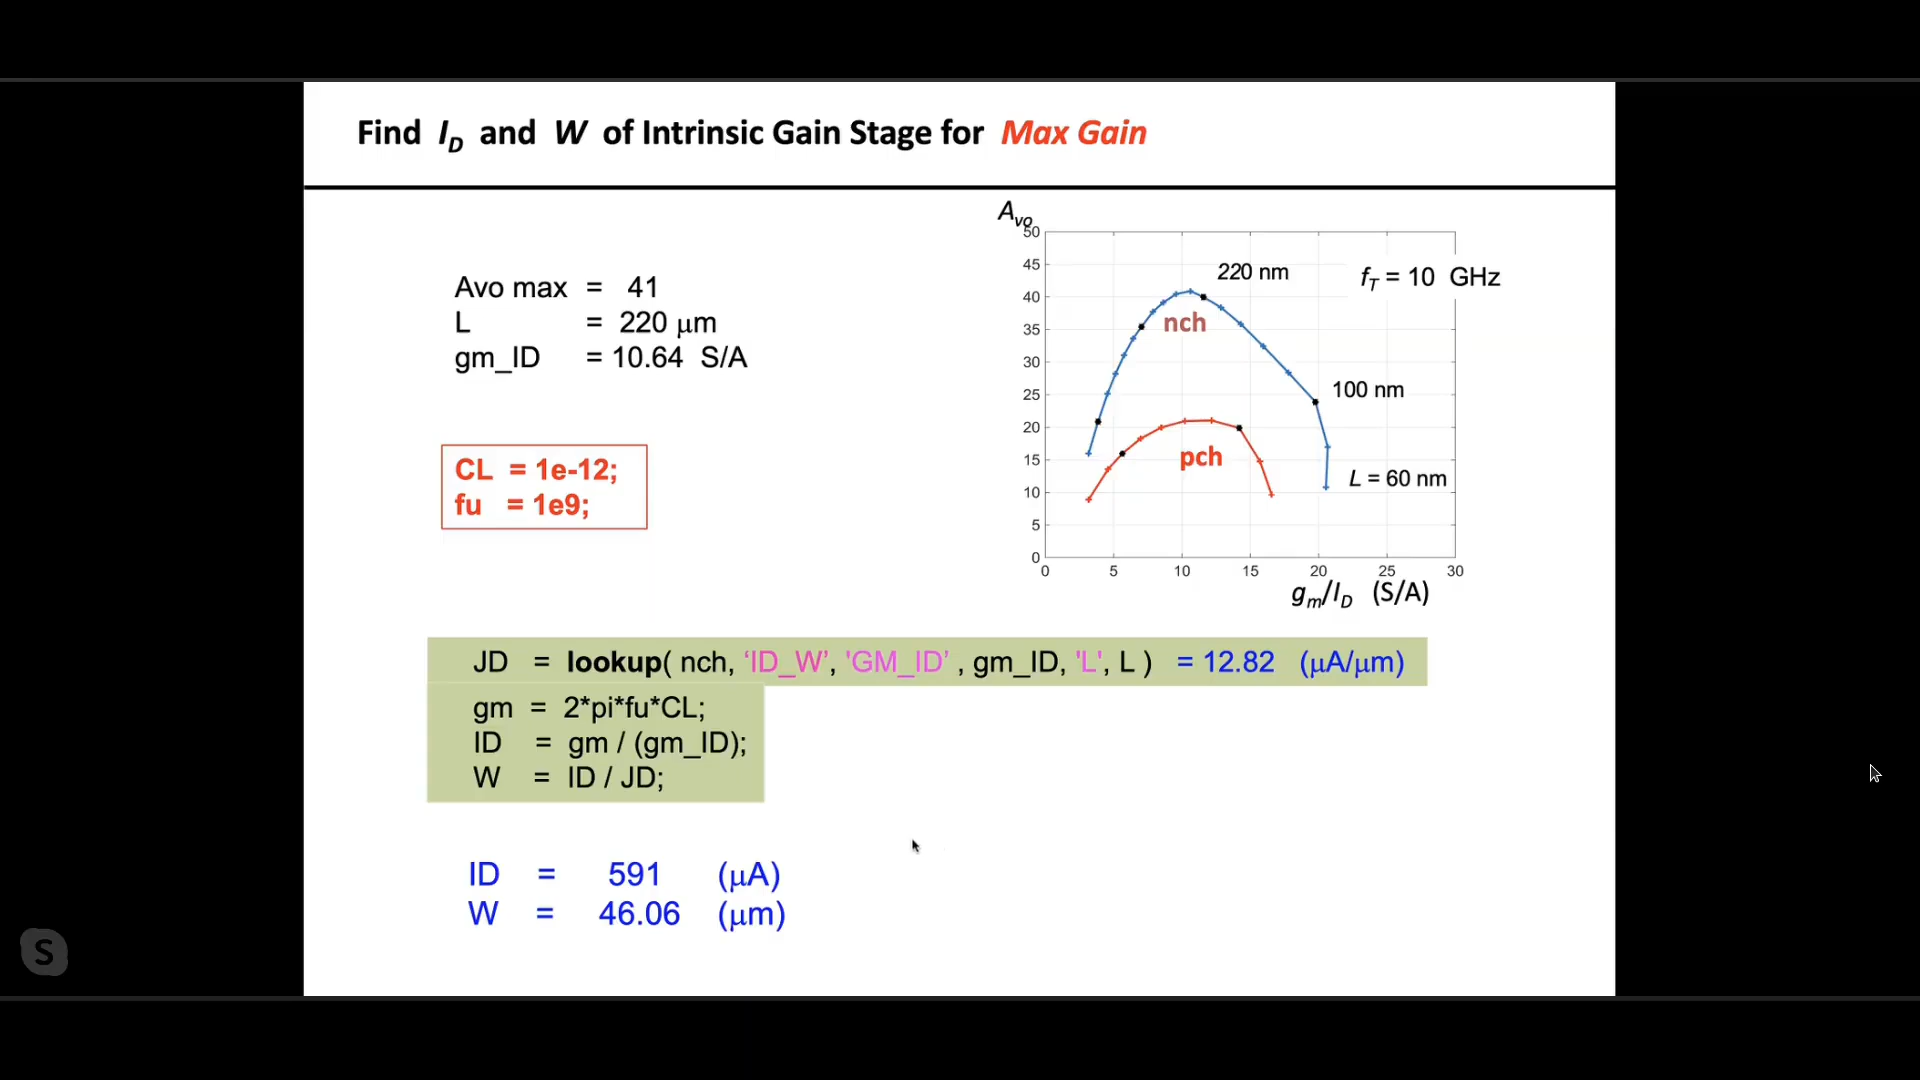 Find I_D and W of Intrinsic Gain Stage for Max Gain
Avo max = 41
L = 220 μm
gm_ID = 10.64 S/A
CL = 1e-12;
fu = 1e9;
A_vo
50
45
40
35
30
25
20
15
10
5
0
0 5 10 15 20 25 30
220 nm
f_T = 10 GHz
nch
100 nm
pch
L = 60 nm
g_m/I_D (S/A)
JD = lookup( nch, ‘ID_W’, 'GM_ID’ , gm_ID, 'L', L ) = 12.82 (μA/μm)
gm = 2*pi*fu*CL;
ID = gm / (gm_ID);
W = ID / JD;
ID = 591 (μA)
W = 46.06 (μm)
S